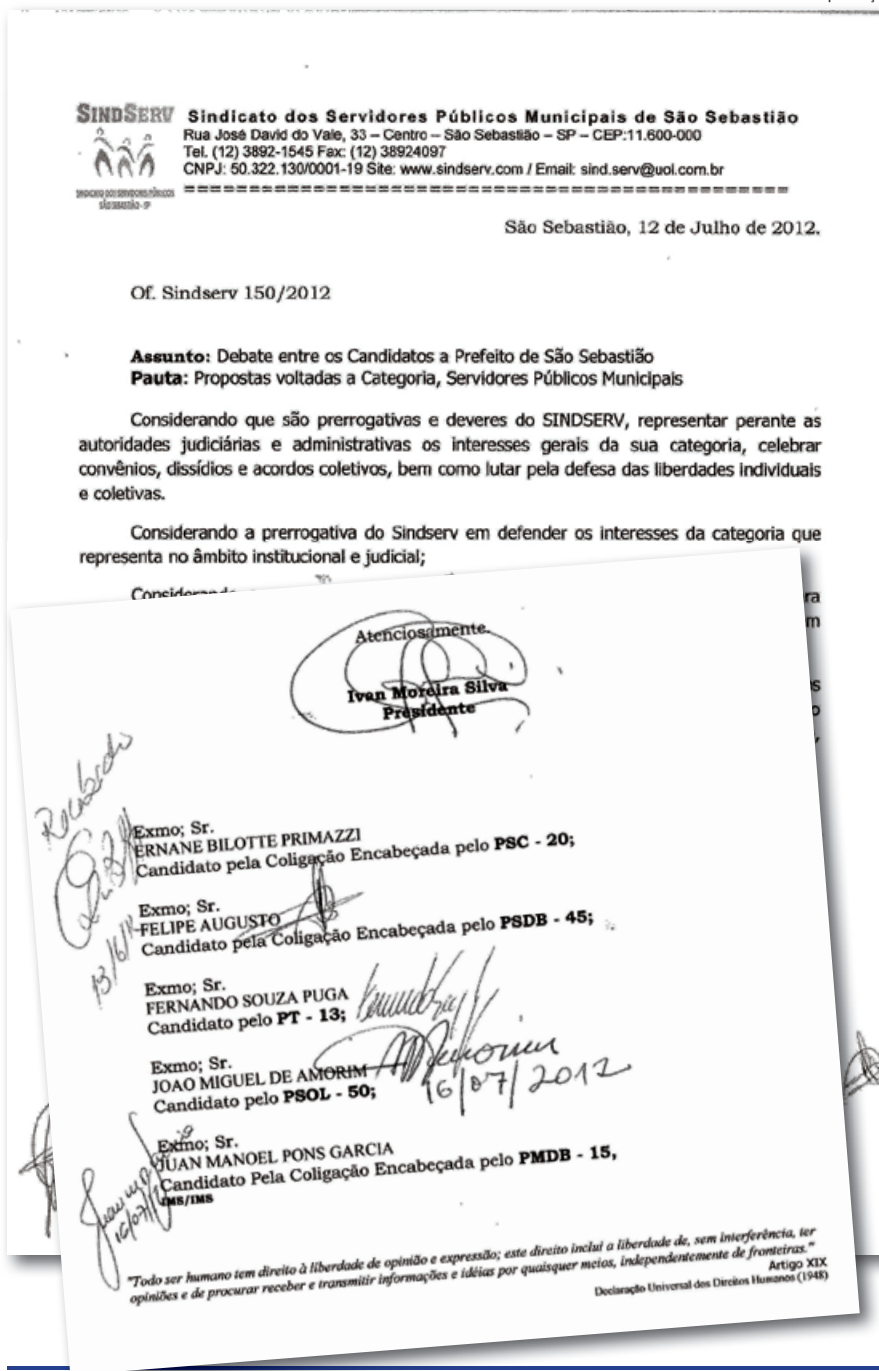 SINDSERV
SINDICATO DOS SERVIDORES PÚBLICOS
SÃO SEBASTIÃO - SP
Sindicato dos Servidores Públicos Municipais de São Sebastião
Rua José David do Vale, 33 – Centro – São Sebastião – SP – CEP:11.600-000
Tel. (12) 3892-1545 Fax: (12) 38924097
CNPJ: 50.322.130/0001-19 Site: www.sindserv.com / Email: sind.serv@uol.com.br
São Sebastião, 12 de Julho de 2012.
Of. Sindserv 150/2012
Assunto: Debate entre os Candidatos a Prefeito de São Sebastião
Pauta: Propostas voltadas a Categoria, Servidores Públicos Municipais
Considerando que são prerrogativas e deveres do SINDSERV, representar perante as
autoridades judiciárias e administrativas os interesses gerais da sua categoria, celebrar
convênios, dissídios e acordos coletivos, bem como lutar pela defesa das liberdades individuais
e coletivas.
Considerando a prerrogativa do Sindserv em defender os interesses da categoria que
representa no âmbito institucional e judicial;
Atenciosamente.
Ivan Moreira Silva
Presidente
Recebido
Exmo; Sr.
ERNANE BILOTTE PRIMAZZI
Candidato pela Coligação Encabeçada pelo PSC - 20;
Exmo; Sr.
FELIPE AUGUSTO
Candidato pela Coligação Encabeçada pelo PSDB - 45;
Exmo; Sr.
FERNANDO SOUZA PUGA
Candidato pelo PT - 13;
Exmo; Sr.
JOAO MIGUEL DE AMORIM
Candidato pelo PSOL - 50;
16/07/2012
Exmo; Sr.
JUAN MANOEL PONS GARCIA
Candidato Pela Coligação Encabeçada pelo PMDB - 15,
IMS/IMS
"Todo ser humano tem direito à liberdade de opinião e expressão; este direito inclui a liberdade de, sem interferência, ter
opiniões e de procurar receber e transmitir informações e idéias por quaisquer meios, independentemente de fronteiras."
Artigo XIX
Declaração Universal dos Direitos Humanos (1948)